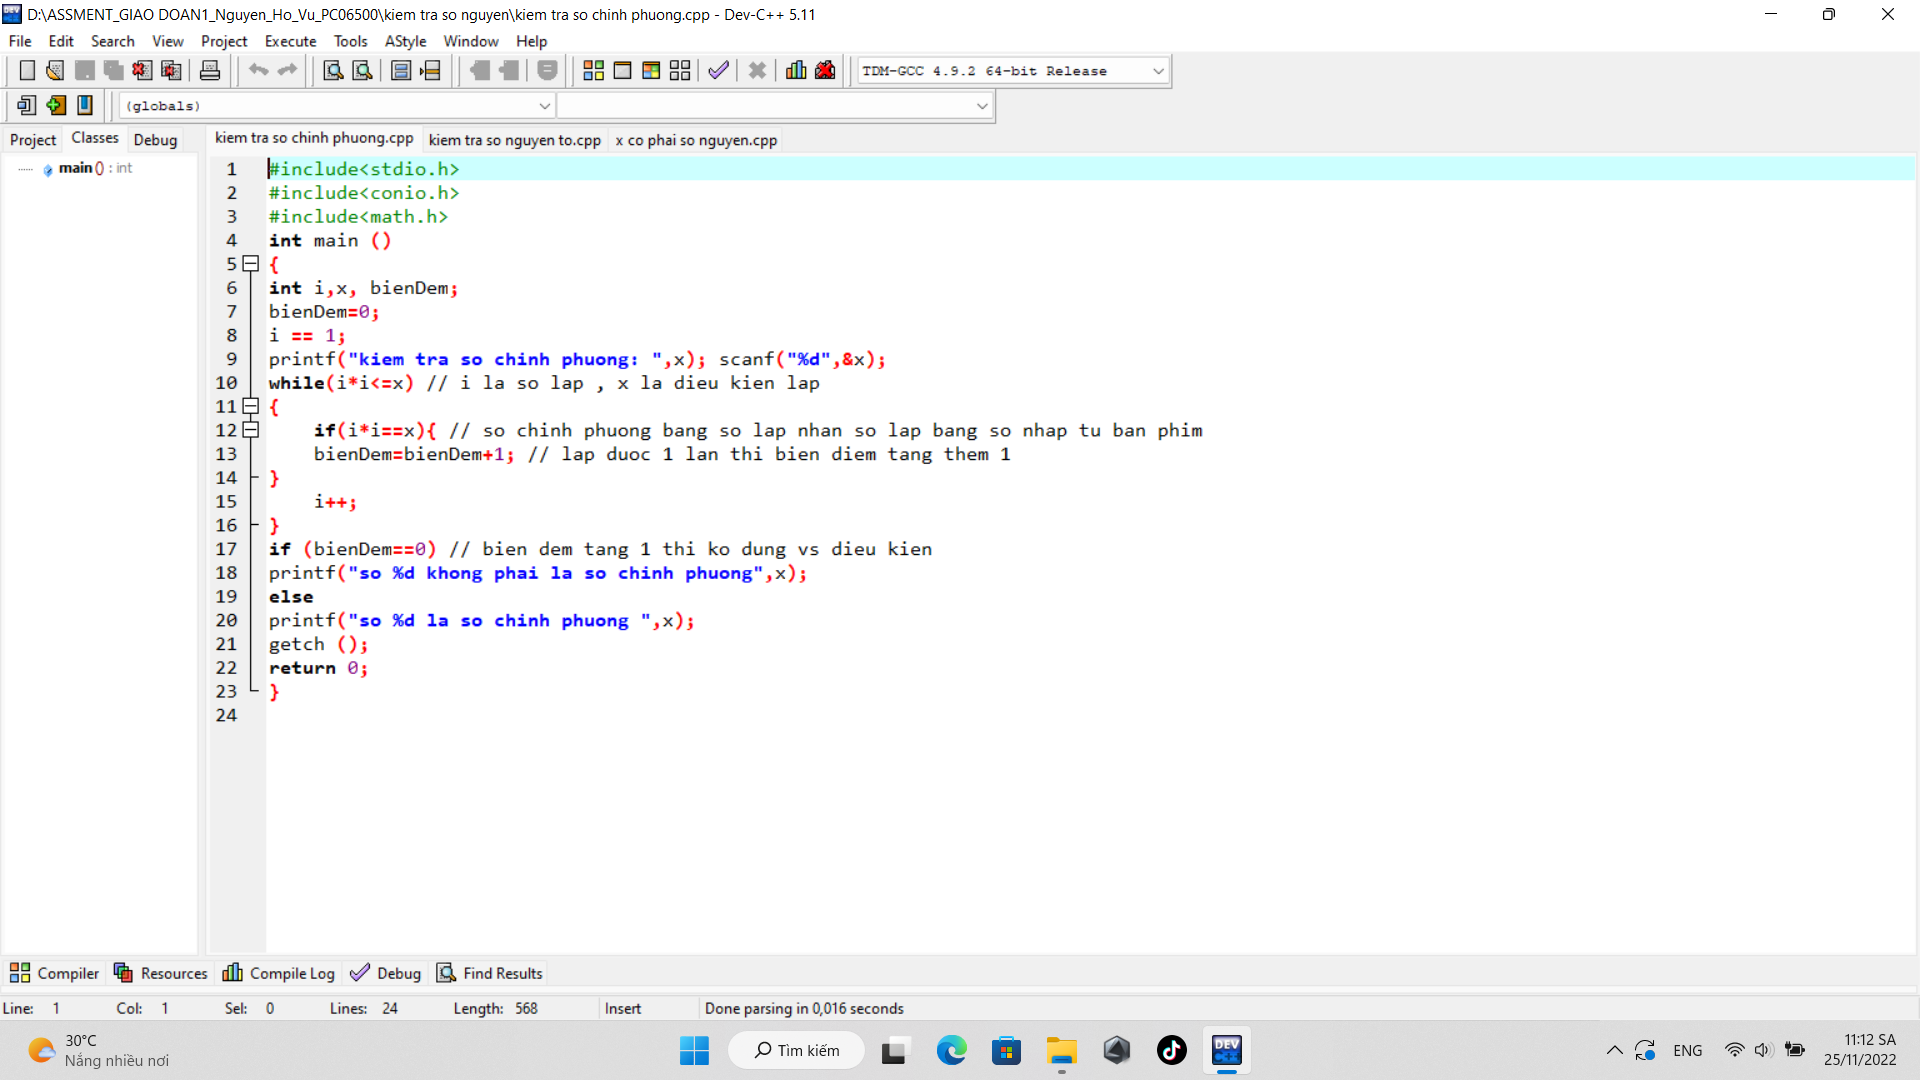 D:\ASSMENT_GIAO DOAN1_Nguyen_Ho_Vu_PC06500\kiem tra so nguyen\kiem tra so chinh phuong.cpp - Dev-C++ 5.11
File Edit Search View Project Execute Tools AStyle Window Help
TDM-GCC 4.9.2 64-bit Release
(globals)
Project Classes Debug kiem tra so chinh phuong.cpp kiem tra so nguyen to.cpp x co phai so nguyen.cpp
main () : int
1 #include<stdio.h>
2 #include<conio.h>
3 #include<math.h>
4 int main ()
5 {
6 int i,x, bienDem;
7 bienDem=0;
8 i == 1;
9 printf("kiem tra so chinh phuong: ",x); scanf("%d",&x);
10 while(i*i<=x) // i la so lap , x la dieu kien lap
11 {
12 if(i*i==x){ // so chinh phuong bang so lap nhan so lap bang so nhap tu ban phim
13 bienDem=bienDem+1; // lap duoc 1 lan thi bien diem tang them 1
14 }
15 i++;
16 }
17 if (bienDem==0) // bien dem tang 1 thi ko dung vs dieu kien
18 printf("so %d khong phai la so chinh phuong",x);
19 else
20 printf("so %d la so chinh phuong ",x);
21 getch ();
22 return 0;
23 }
24
Compiler Resources Compile Log Debug Find Results
Line: 1 Col: 1 Sel: 0 Lines: 24 Length: 568 Insert Done parsing in 0,016 seconds
30°C
Nắng nhiều nơi
Tìm kiếm
DEV C++
ENG
11:12 SA
25/11/2022